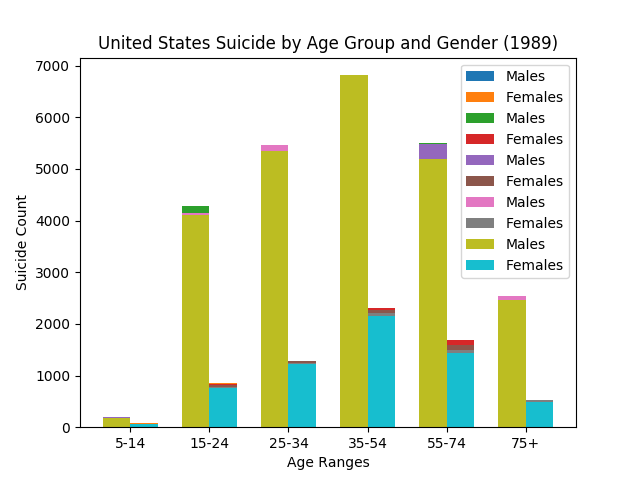 United States Suicide by Age Group and Gender (1989)
7000
6000
5000
4000
3000
2000
1000
0
Suicide Count
Males
Females
Males
Females
Males
Females
Males
Females
Males
Females
5-14
15-24
25-34
35-54
55-74
75+
Age Ranges